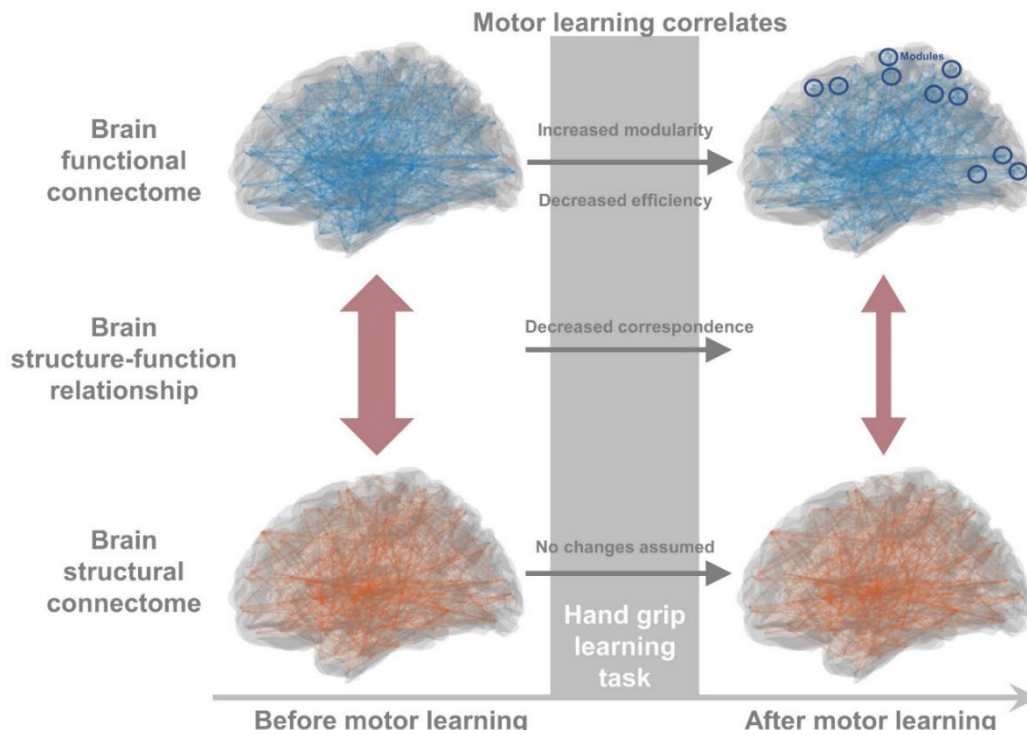 Motor learning correlates
Modules
Brain
functional
connectome
Increased modularity
Decreased efficiency
Brain
structure-function
relationship
Decreased correspondence
Brain
structural
connectome
No changes assumed
Hand grip
learning
task
Before motor learning
After motor learning